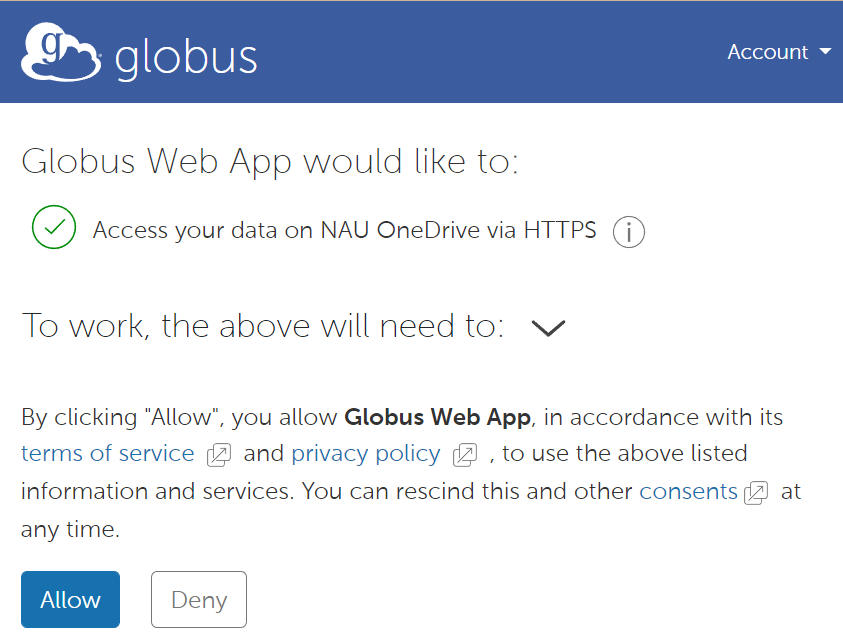 g globus
Account
Globus Web App would like to:
Access your data on NAU OneDrive via HTTPS i
To work, the above will need to:
By clicking "Allow", you allow Globus Web App, in accordance with its
terms of service and privacy policy , to use the above listed
information and services. You can rescind this and other consents at
any time.
Allow
Deny